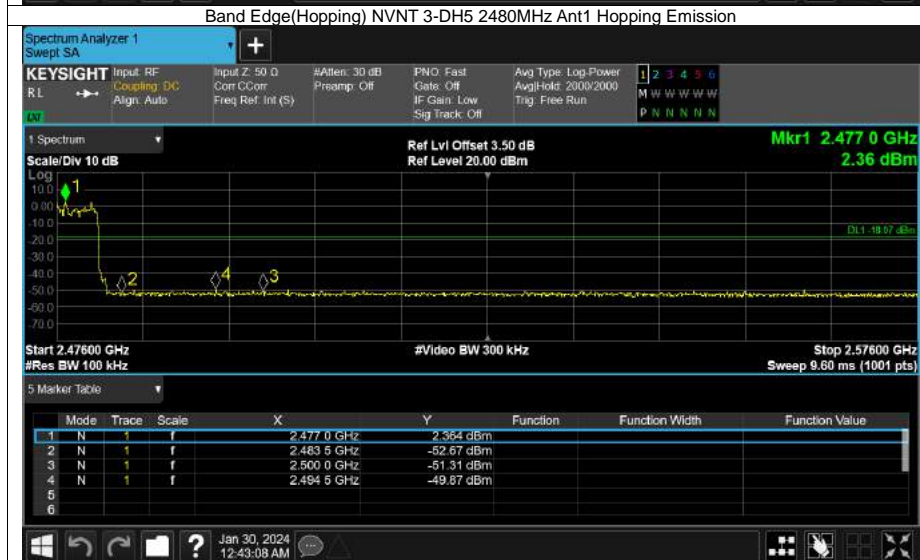 Band Edge(Hopping) NVNT 3-DH5 2480MHz Ant1 Hopping Emission
Spectrum Analyzer 1
Swept SA
+
KEYSIGHT Input: RF Input Z: 50 Ω #Atten: 30 dB PNO: Fast Avg Type: Log-Power 1 2 3 4 5 6
RL Coupling: DC Corr CCorr Preamp: Off Gate: Off Avg|Hold: 2000/2000 M W W W W W
Align: Auto Freq Ref: Int (S) IF Gain: Low Trig: Free Run
LXI Sig Track: Off P N N N N N
1 Spectrum Ref Lvl Offset 3.50 dB Mkr1 2.477 0 GHz
Scale/Div 10 dB Ref Level 20.00 dBm 2.36 dBm
Log
10.0
1
0.00
-10.0
DL1 -18.07 dBm
-20.0
-30.0
-40.0
2 4 3
-50.0
-60.0
-70.0
Start 2.47600 GHz #Video BW 300 kHz Stop 2.57600 GHz
#Res BW 100 kHz Sweep 9.60 ms (1001 pts)
5 Marker Table
Mode Trace Scale X Y Function Function Width Function Value
1 N 1 f 2.477 0 GHz 2.364 dBm
2 N 1 f 2.483 5 GHz -52.67 dBm
3 N 1 f 2.500 0 GHz -51.31 dBm
4 N 1 f 2.494 5 GHz -49.87 dBm
5
6
? Jan 30, 2024
12:43:08 AM